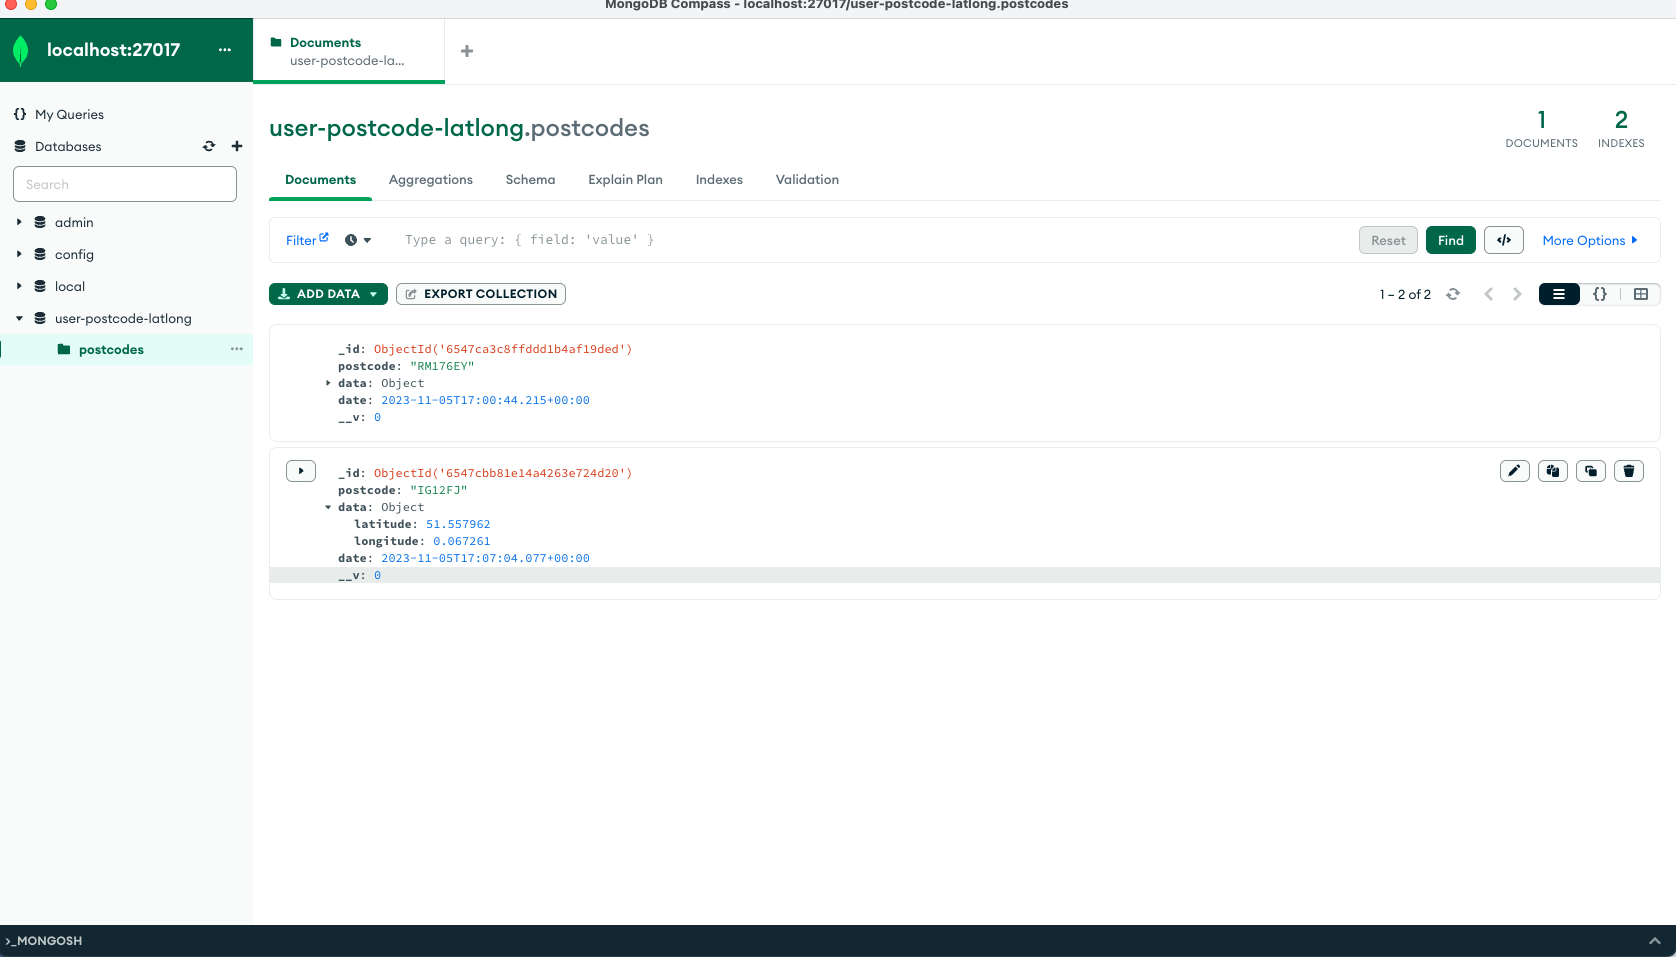 MongoDB Compass - localhost:27017/user-postcode-latlong.postcodes
localhost:27017
...
Documents
user-postcode-la...
{} My Queries
Databases
Search
admin
config
local
user-postcode-latlong
postcodes
...
user-postcode-latlong.postcodes
1
DOCUMENTS
2
INDEXES
Documents Aggregations Schema Explain Plan Indexes Validation
Filter Type a query: { field: 'value' } Reset Find </> More Options
ADD DATA EXPORT COLLECTION 1 – 2 of 2 {}
_id: ObjectId('6547ca3c8ffddd1b4af19ded')
postcode: "RM176EY"
data: Object
date: 2023-11-05T17:00:44.215+00:00
__v: 0
_id: ObjectId('6547cbb81e14a4263e724d20')
postcode: "IG12FJ"
data: Object
latitude: 51.557962
longitude: 0.067261
date: 2023-11-05T17:07:04.077+00:00
__v: 0
>_MONGOSH